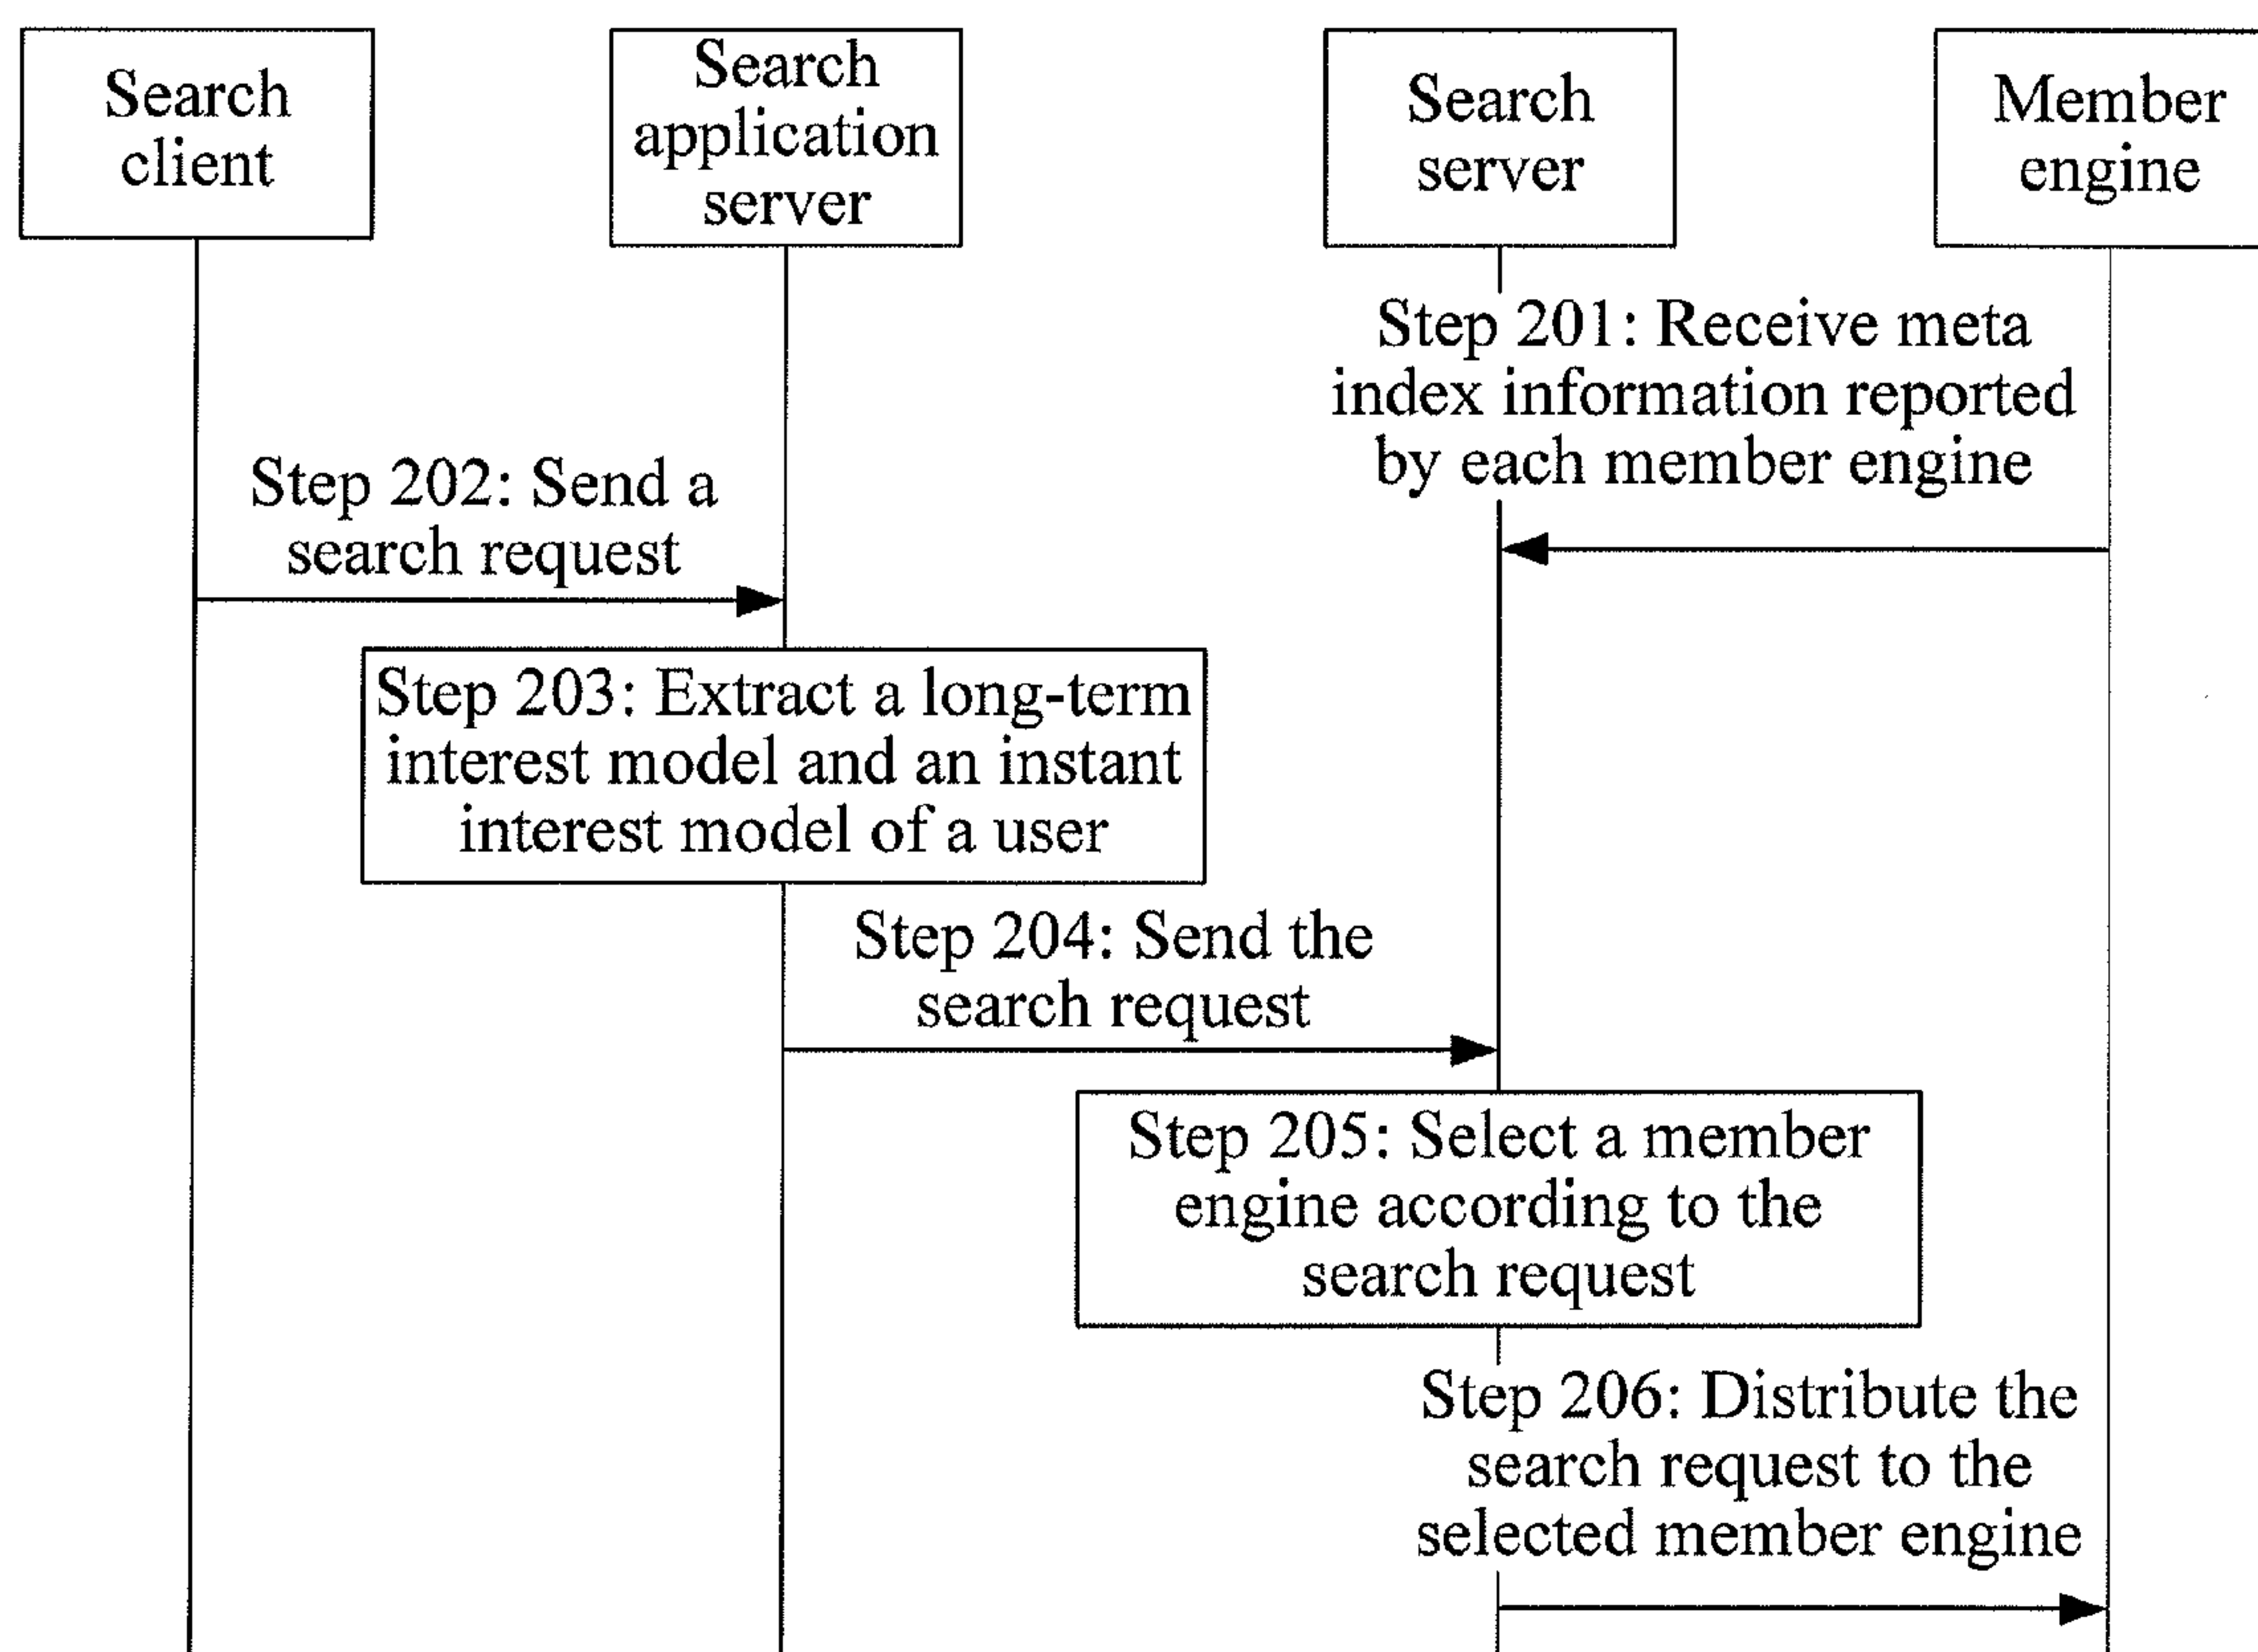 Search
client
Search
application
server
Search
server
Member
engine
Step 201: Receive meta
index information reported
by each member engine
Step 202: Send a
search request
Step 203: Extract a long-term
interest model and an instant
interest model of a user
Step 204: Send the
search request
Step 205: Select a member
engine according to the
search request
Step 206: Distribute the
search request to the
selected member engine